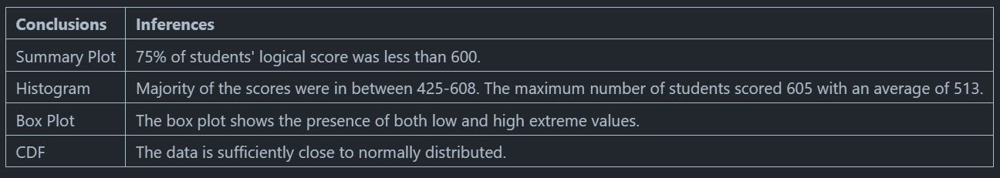 Conclusions Inferences
Summary Plot 75% of students' logical score was less than 600.
Histogram Majority of the scores were in between 425-608. The maximum number of students scored 605 with an average of 513.
Box Plot The box plot shows the presence of both low and high extreme values.
CDF The data is sufficiently close to normally distributed.